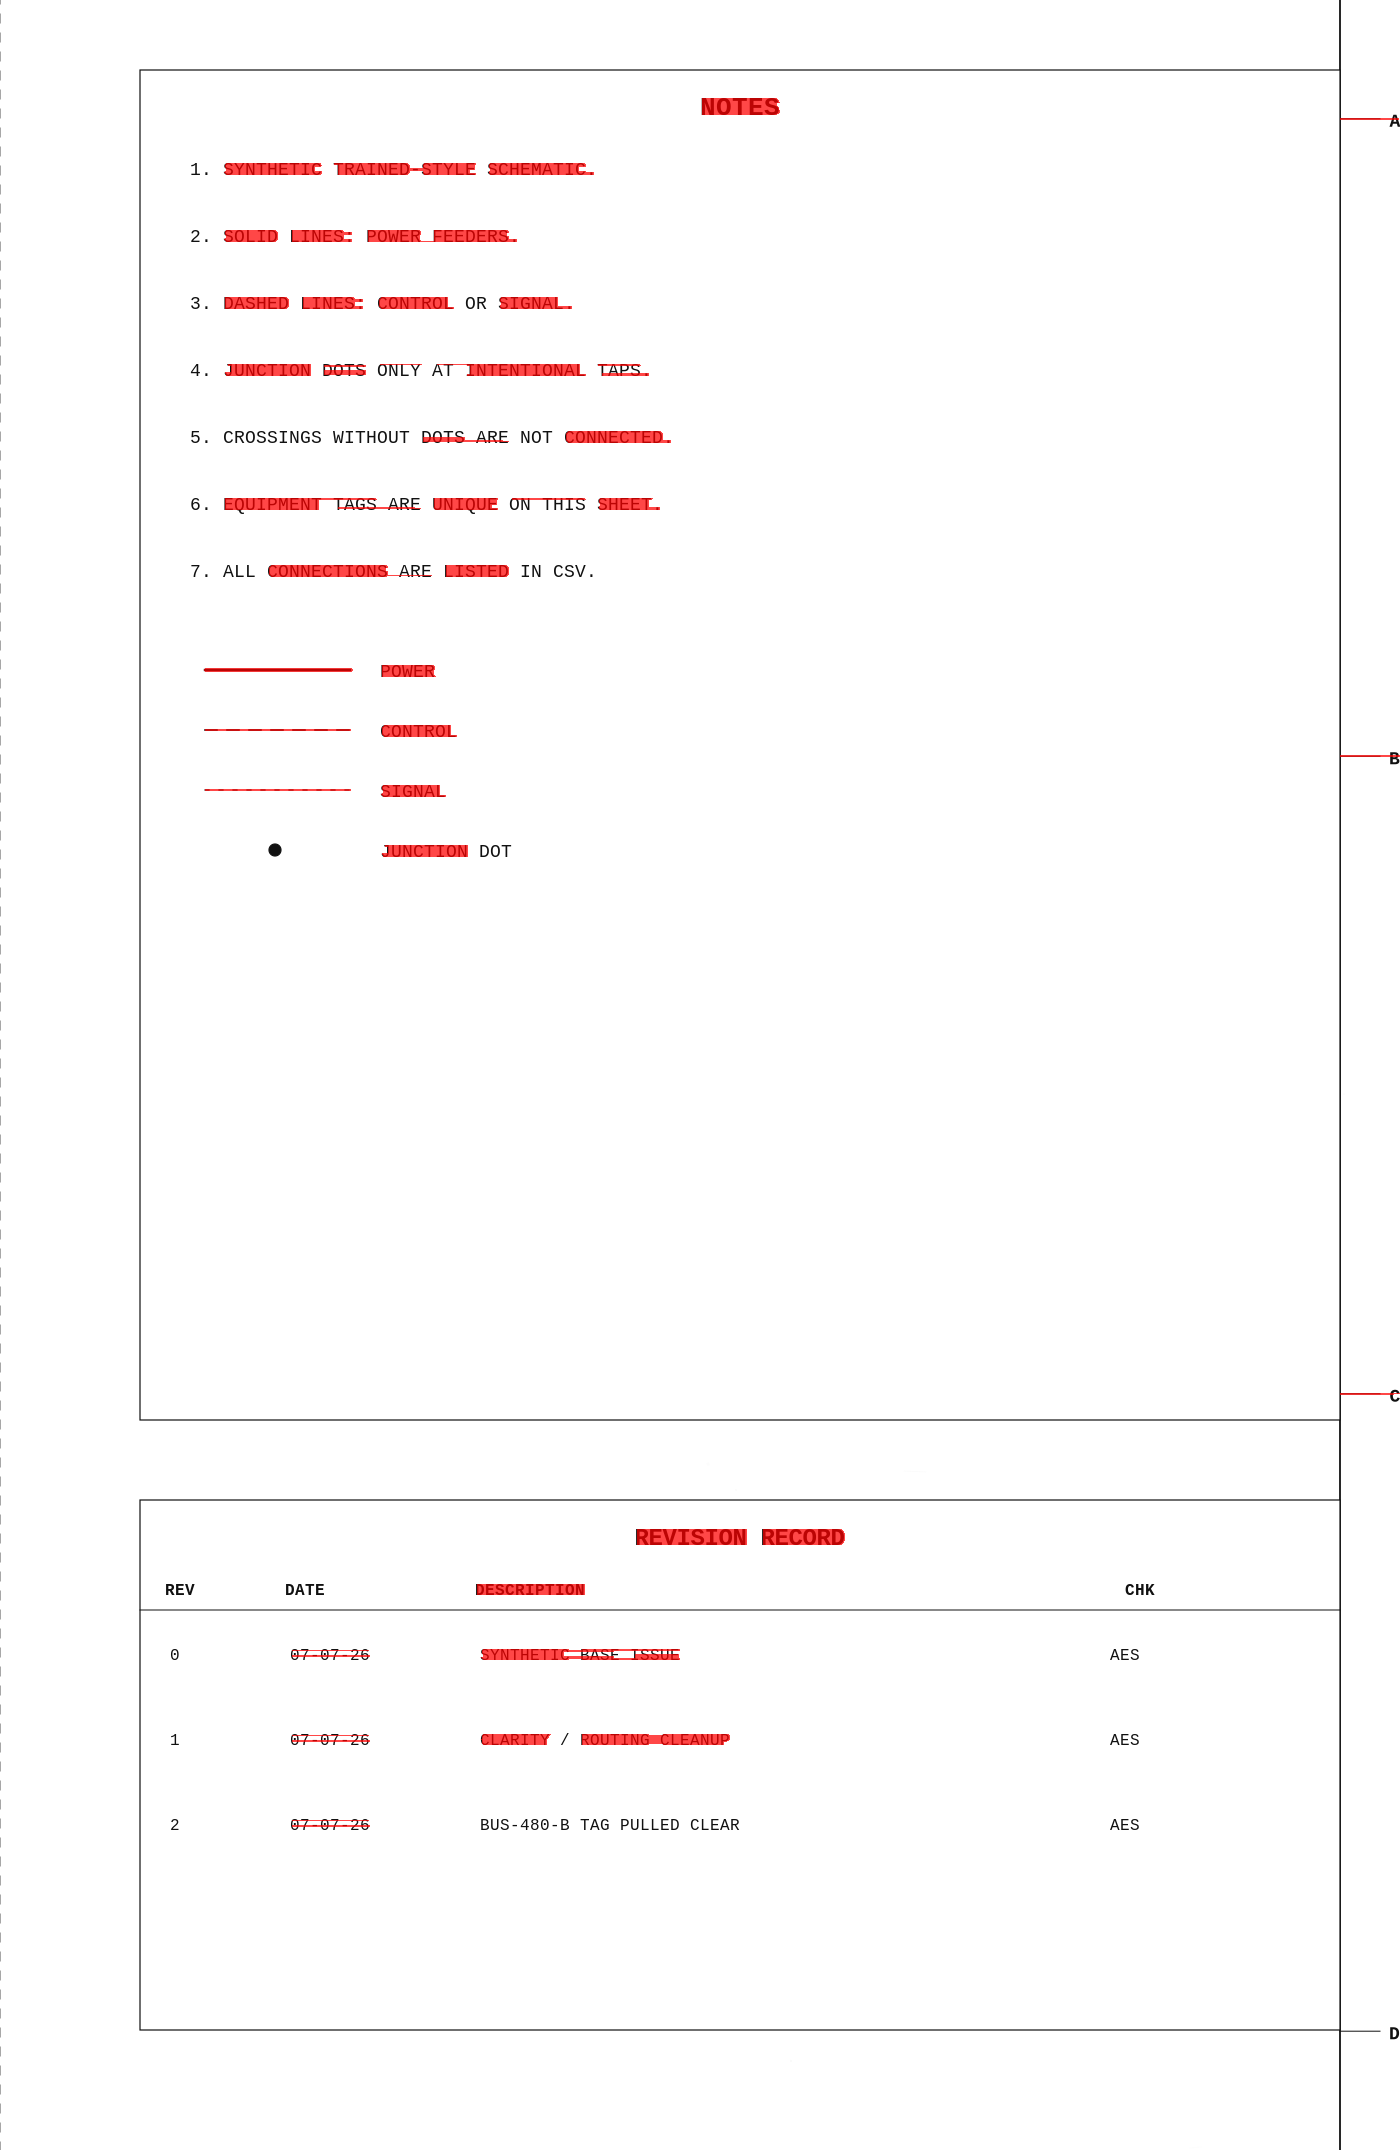 NOTES
A
1. SYNTHETIC TRAINED-STYLE SCHEMATIC.
2. SOLID LINES: POWER FEEDERS.
3. DASHED LINES: CONTROL OR SIGNAL.
4. JUNCTION DOTS ONLY AT INTENTIONAL TAPS.
5. CROSSINGS WITHOUT DOTS ARE NOT CONNECTED.
6. EQUIPMENT TAGS ARE UNIQUE ON THIS SHEET.
7. ALL CONNECTIONS ARE LISTED IN CSV.
POWER
CONTROL
B
SIGNAL
JUNCTION DOT
C
REVISION RECORD
REV DATE DESCRIPTION CHK
0 07-07-26 SYNTHETIC BASE ISSUE AES
1 07-07-26 CLARITY / ROUTING CLEANUP AES
2 07-07-26 BUS-480-B TAG PULLED CLEAR AES
D